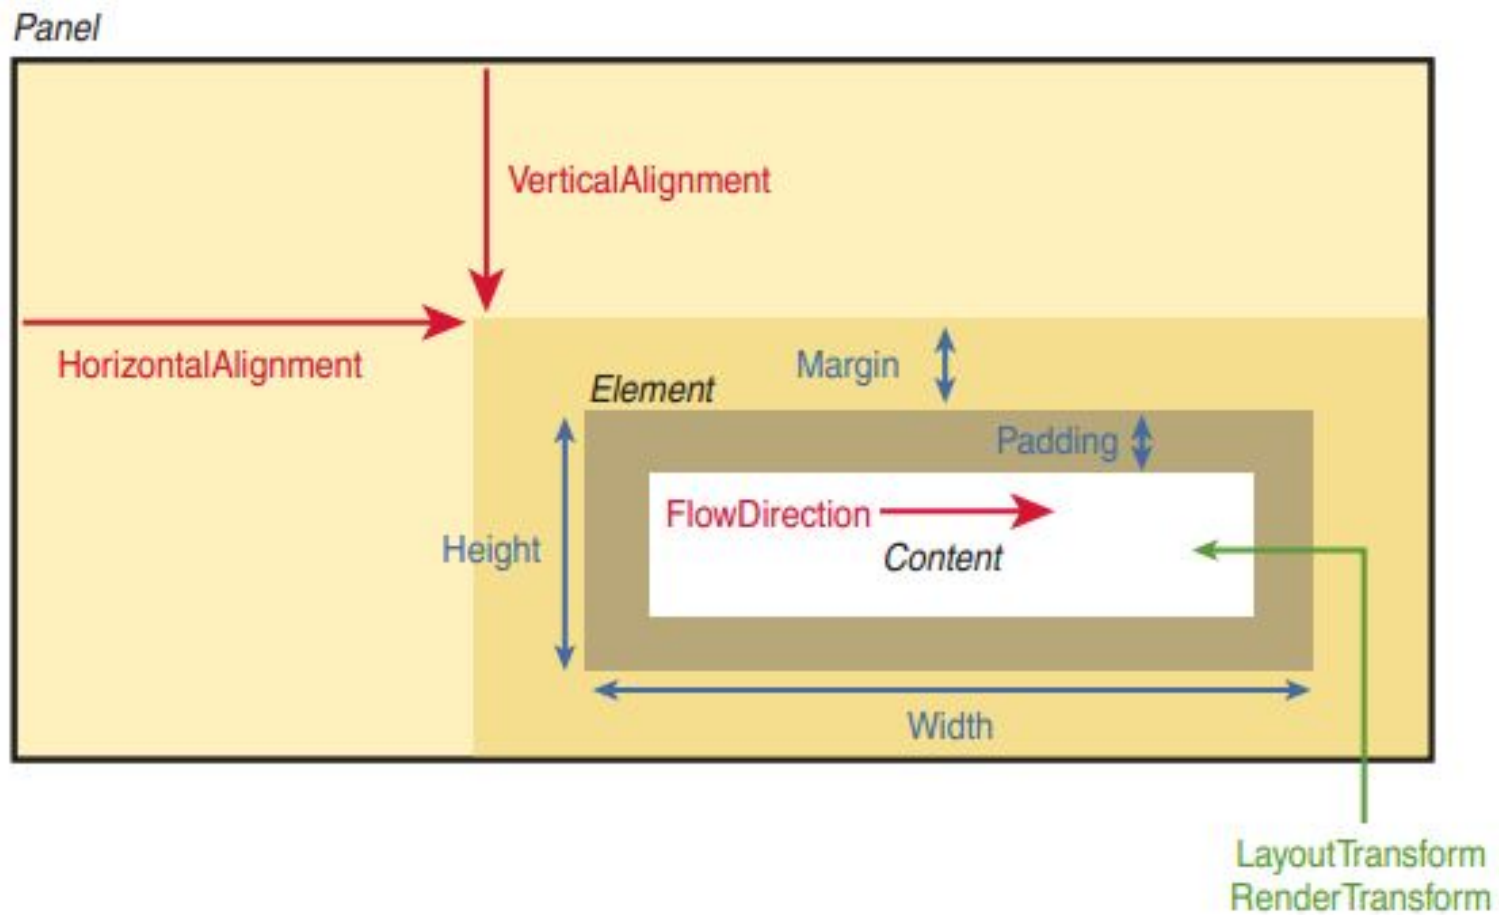 Panel
VerticalAlignment
HorizontalAlignment
Margin
Element
Padding
FlowDirection
Height
Content
Width
LayoutTransform
RenderTransform